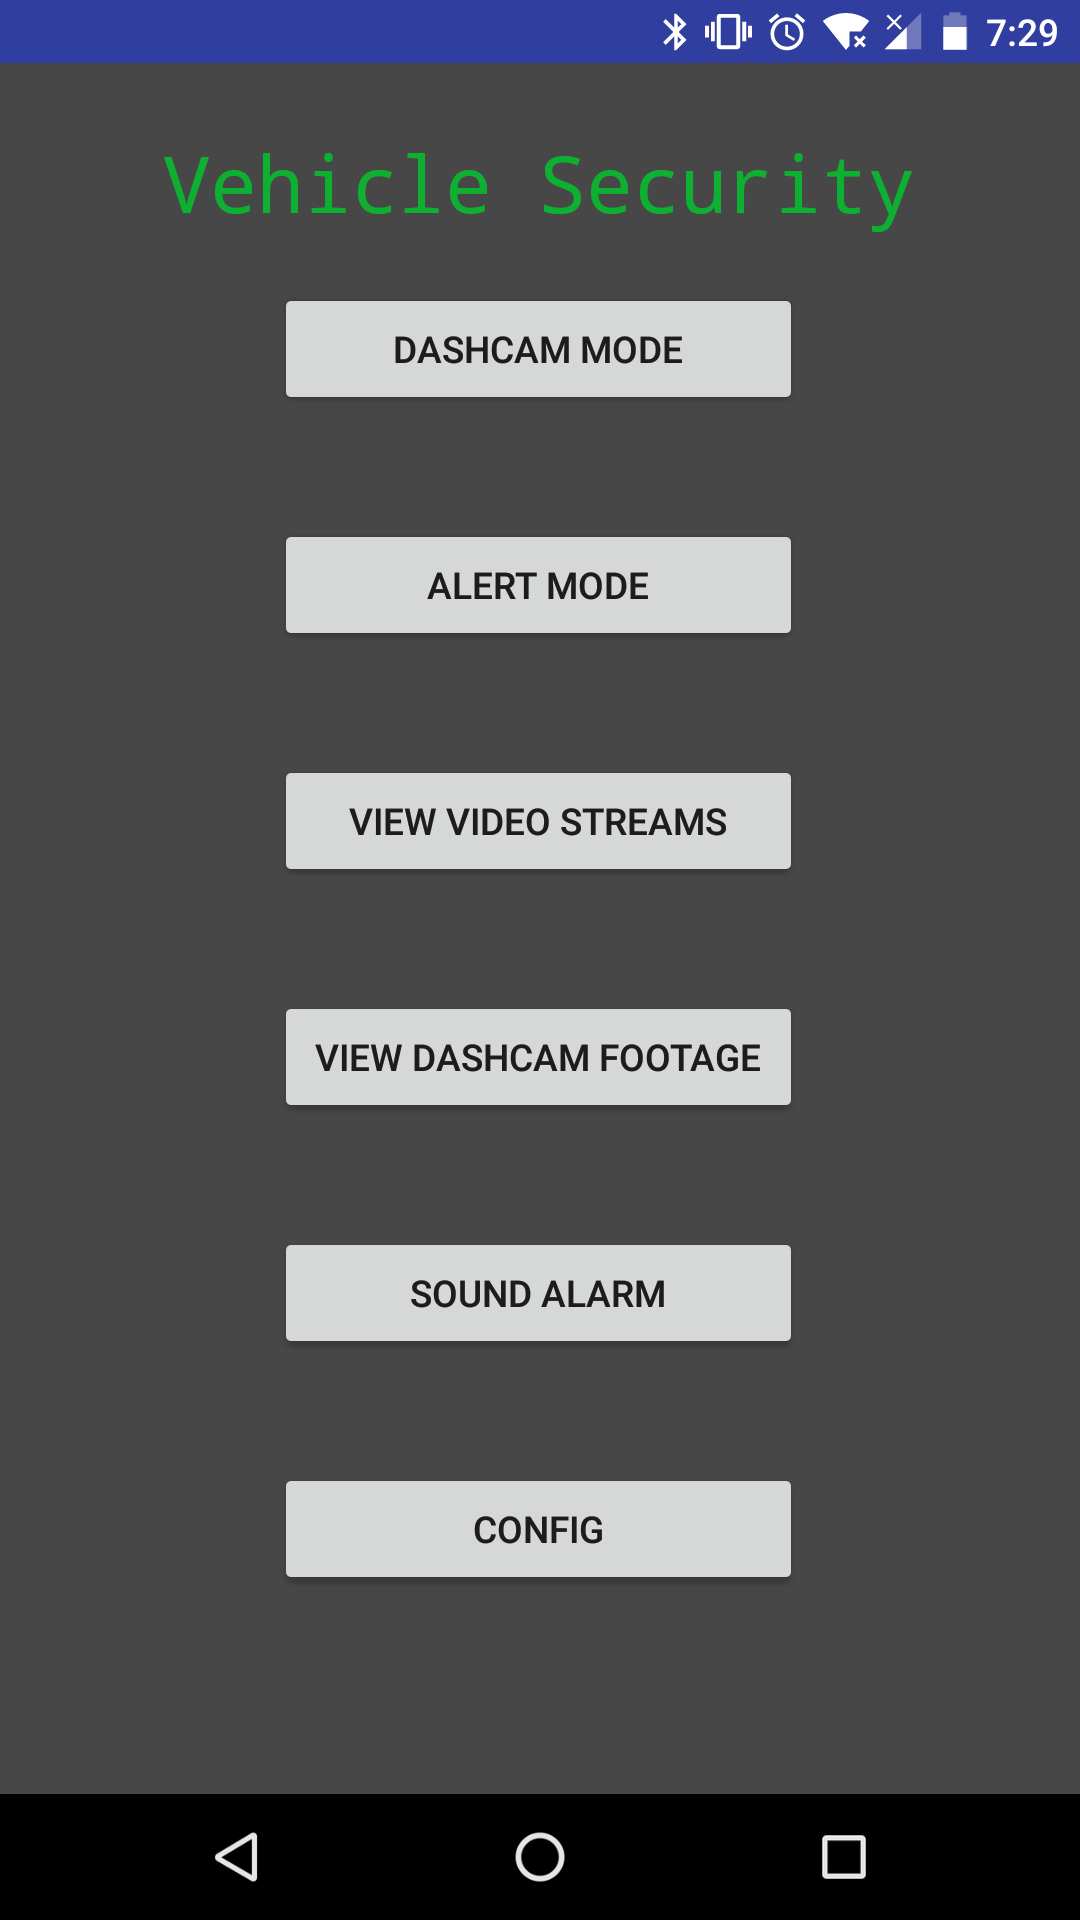 7:29
Vehicle Security
DASHCAM MODE
ALERT MODE
VIEW VIDEO STREAMS
VIEW DASHCAM FOOTAGE
SOUND ALARM
CONFIG